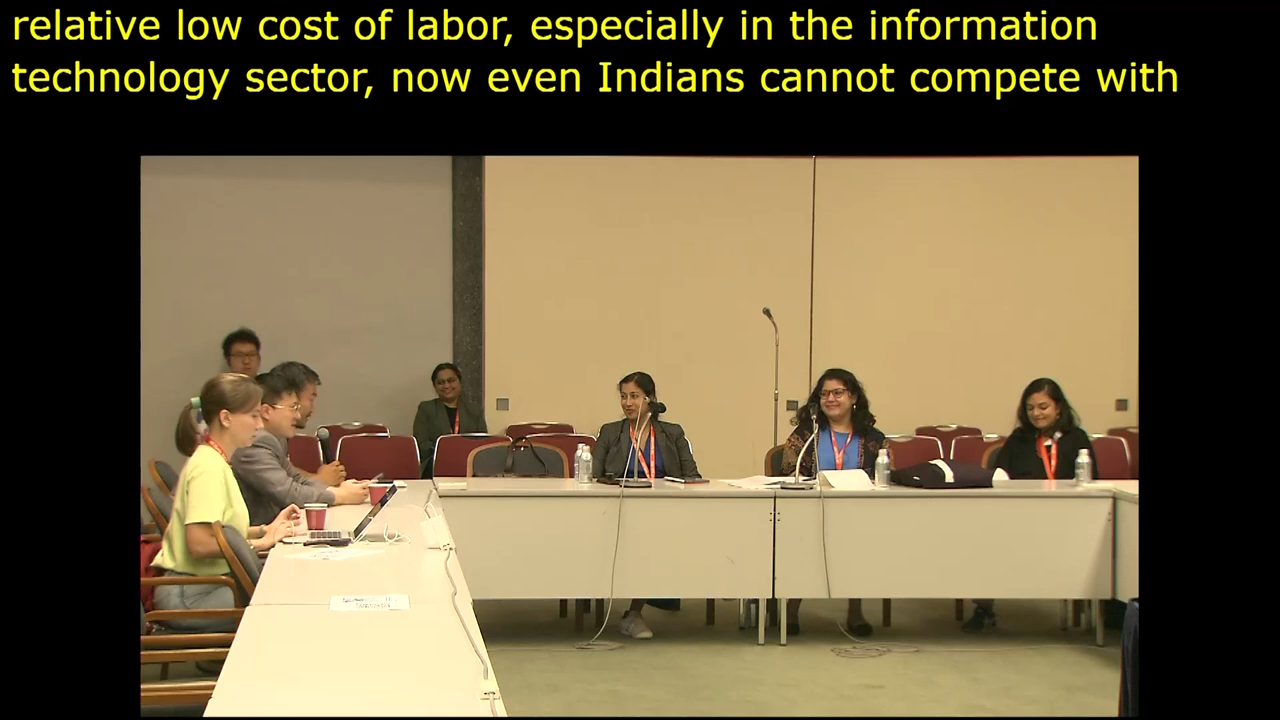 relative low cost of labor, especially in the information
technology sector, now even Indians cannot compete with